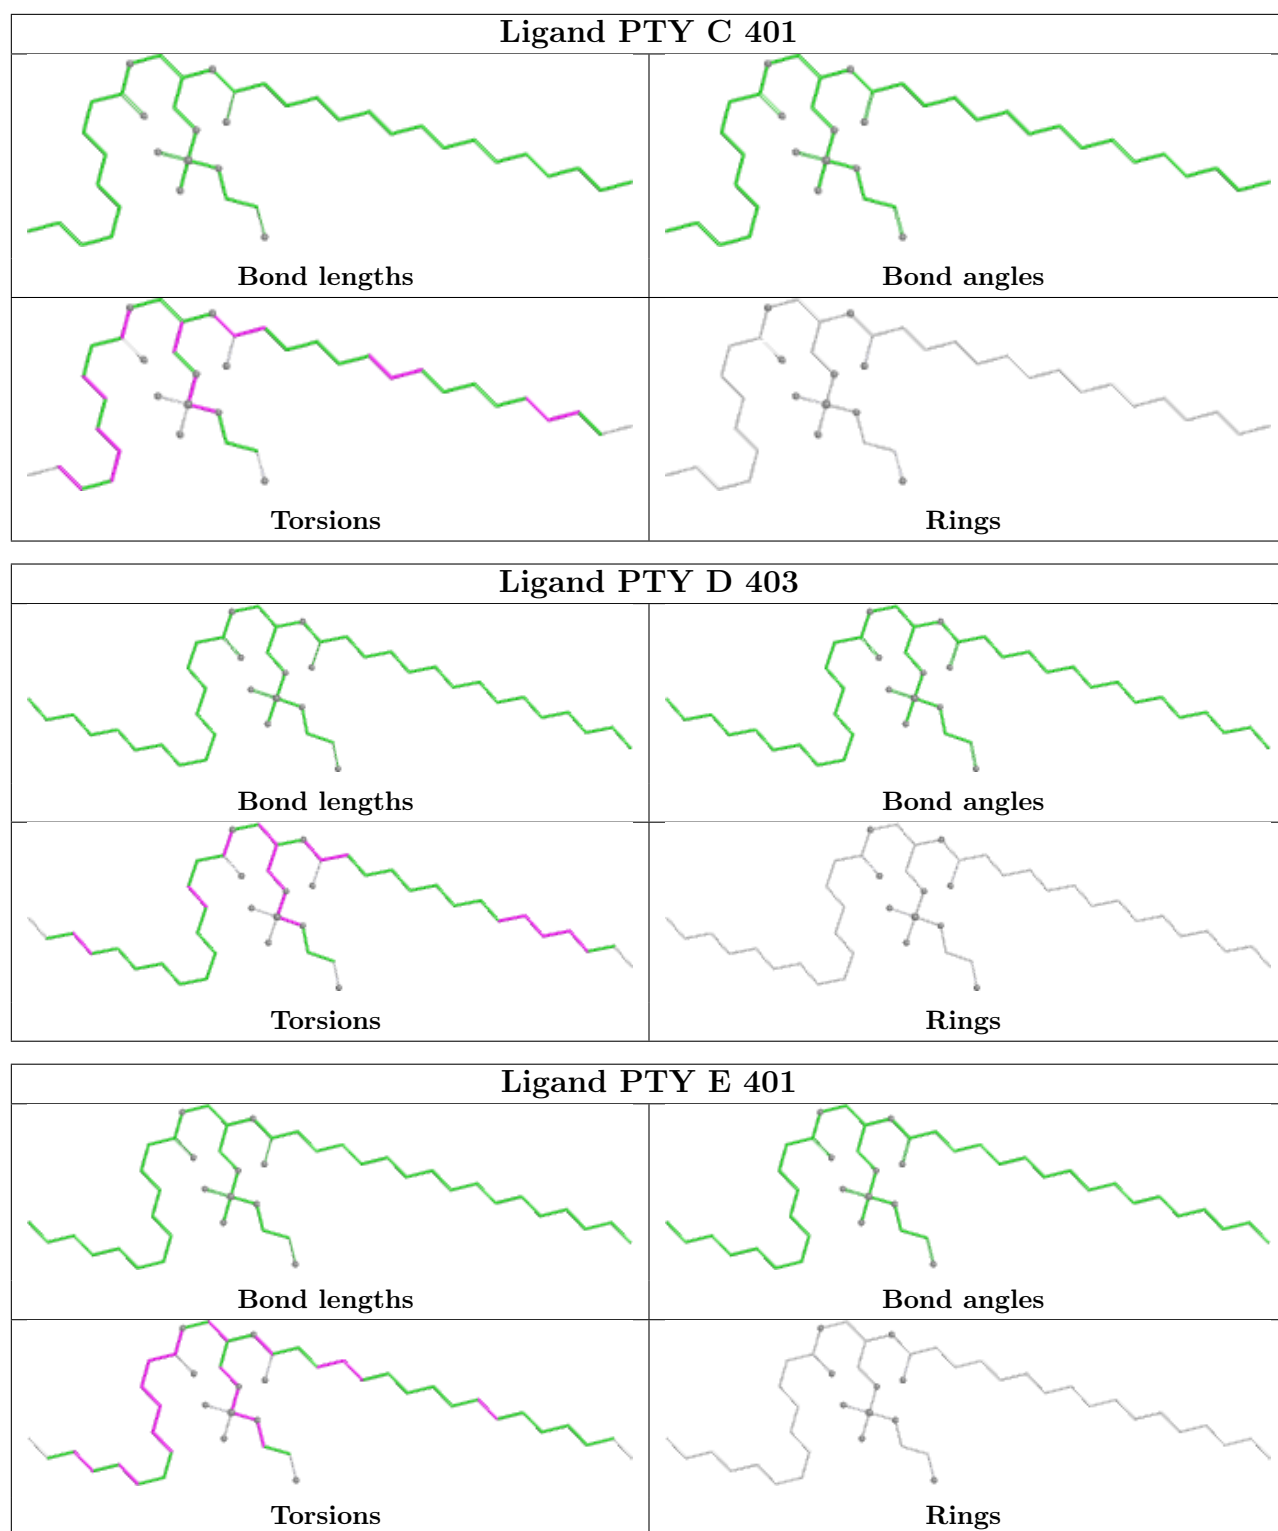 Ligand PTY C 401
Bond lengths
Bond angles
Torsions
Rings
Ligand PTY D 403
Bond lengths
Bond angles
Torsions
Rings
Ligand PTY E 401
Bond lengths
Bond angles
Torsions
Rings